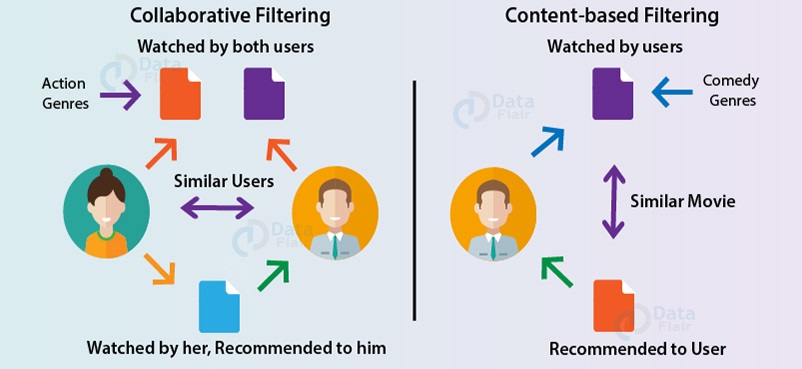 Collaborative Filtering
Watched by both users
Action
Genres
Similar Users
Watched by her, Recommended to him
Content-based Filtering
Watched by users
Comedy
Genres
Similar Movie
Recommended to User
Data
Flair
Data
Flair
Data
Flair
Data
Flair